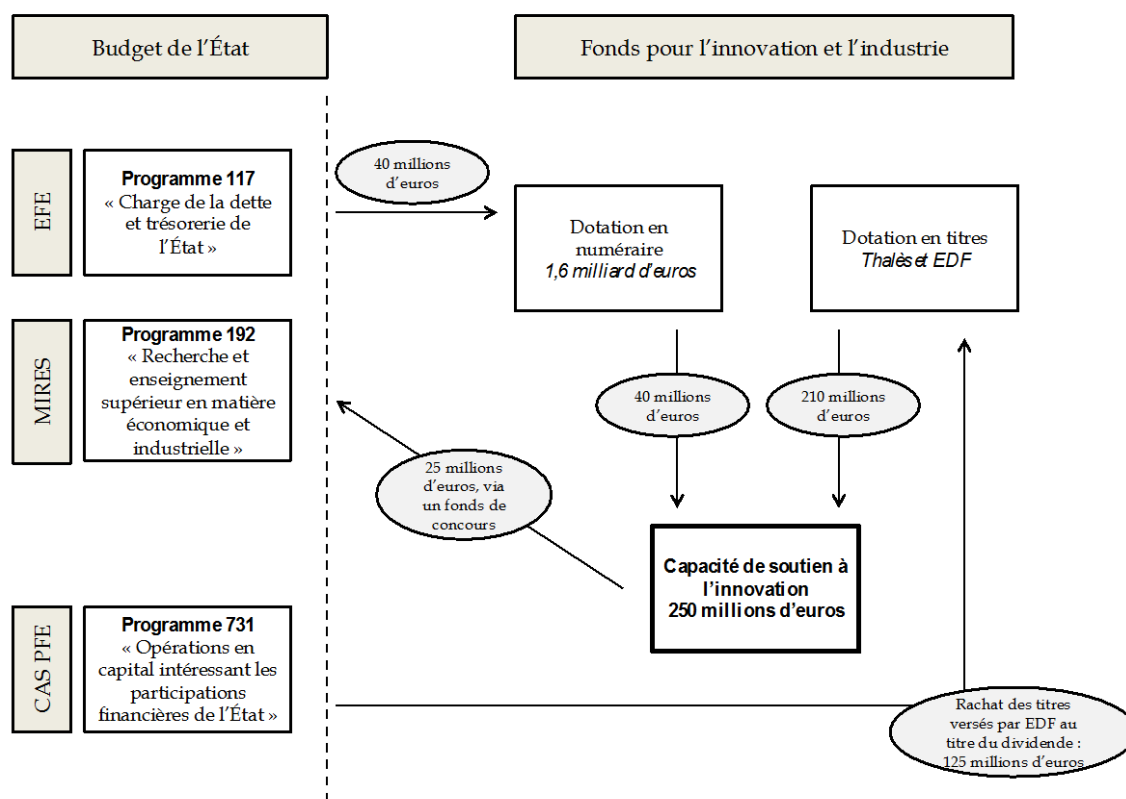 Budget de l'État
Fonds pour l'innovation et l'industrie
EFE
Programme 117
« Charge de la dette
et trésorerie de
l'État »
40 millions
d'euros
Dotation en
numéraire
1,6 milliard d'euros
Dotation en titres
Thalès et EDF
MIRES
Programme 192
« Recherche et
enseignement
supérieur en matière
économique et
industrielle »
40 millions
d'euros
210 millions
d'euros
25 millions
d'euros, via
un fonds de
concours
Capacité de soutien à
l'innovation
250 millions d'euros
CAS PFE
Programme 731
« Opérations en
capital intéressant les
participations
financières de l'État »
Rachat des titres
versés par EDF au
titre du dividende :
125 millions d'euros